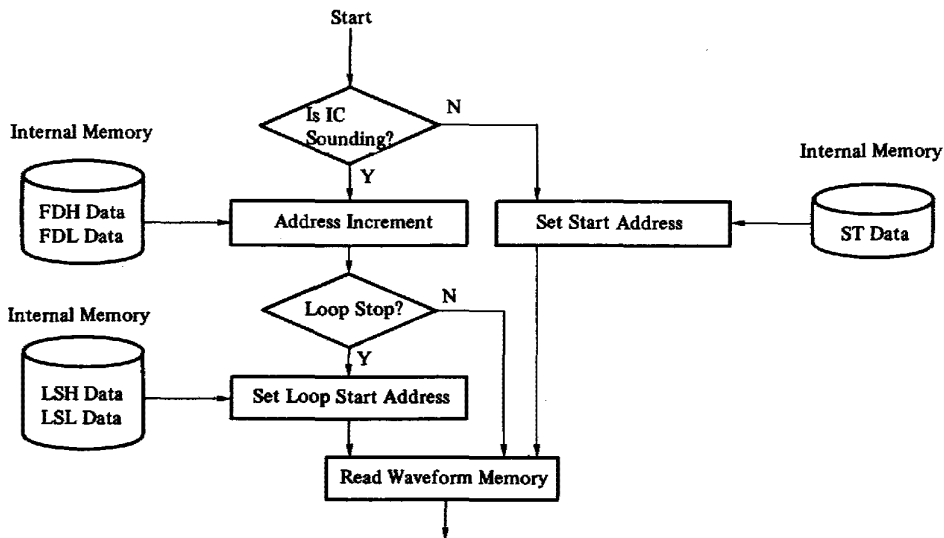 Start
Is IC
Sounding?
N
Y
Internal Memory
FDH Data
FDL Data
Address Increment
Set Start Address
Internal Memory
ST Data
Loop Stop?
N
Y
Internal Memory
LSH Data
LSL Data
Set Loop Start Address
Read Waveform Memory